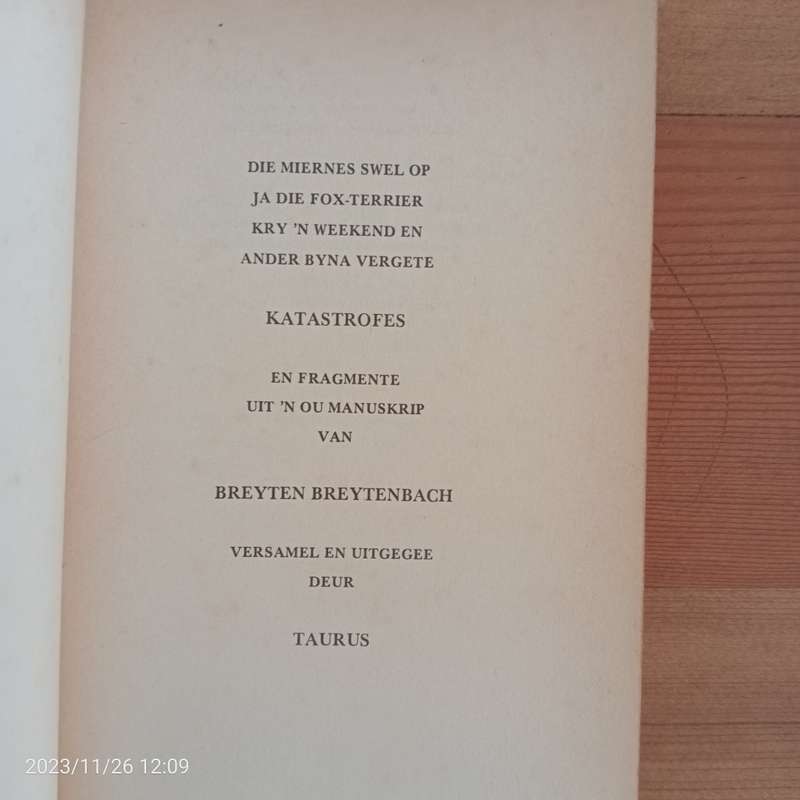 DIE MIERNES SWEL OP
JA DIE FOX-TERRIER
KRY 'N WEEKEND EN
ANDER BYNA VERGETE
KATASTROFES
EN FRAGMENTE
UIT 'N OU MANUSKRIP
VAN
BREYTEN BREYTENBACH
VERSAMEL EN UITGEGEE
DEUR
TAURUS
2023/11/26 12:09